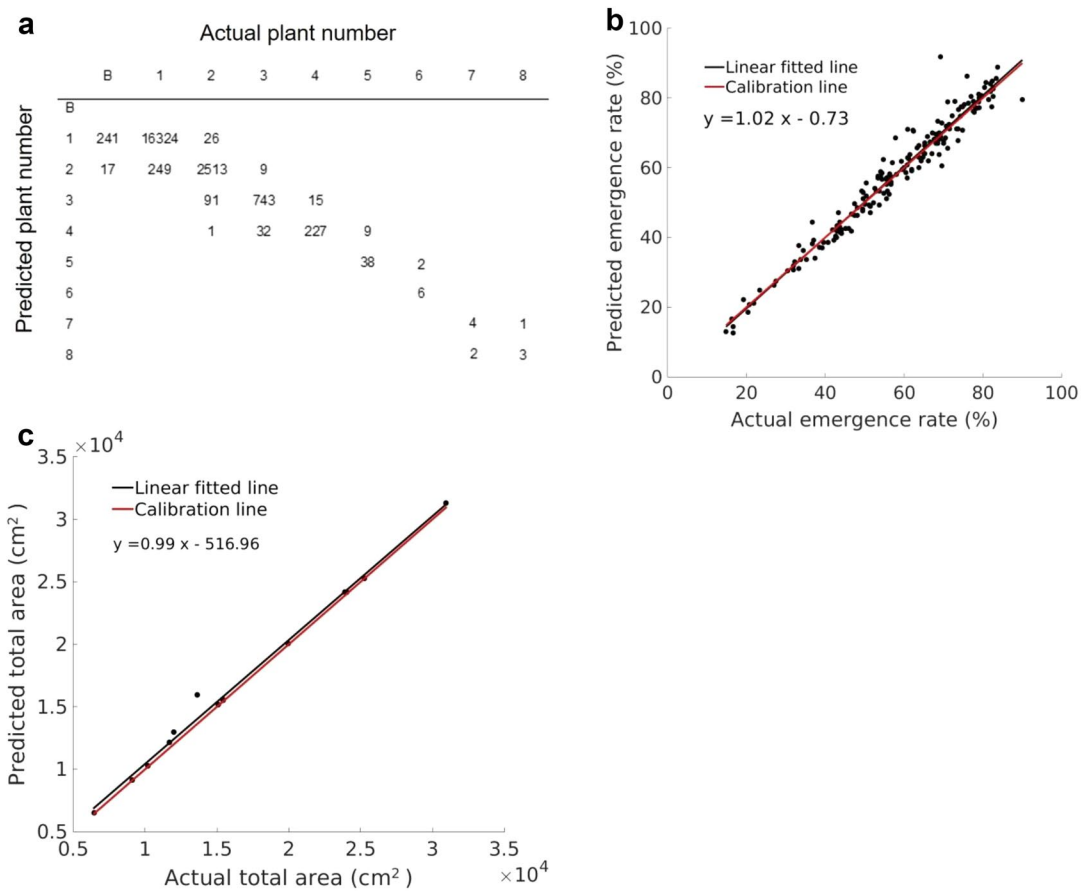 a
Actual plant number
B 1 2 3 4 5 6 7 8
Predicted plant number
B
1 241 16324 26
2 17 249 2513 9
3 91 743 15
4 1 32 227 9
5 38 2
6 6
7 4 1
8 2 3
b
100
80
60
40
20
0
Predicted emergence rate (%)
Linear fitted line
Calibration line
y =1.02 x - 0.73
0 20 40 60 80 100
Actual emergence rate (%)
c
×10⁴
3.5
3
2.5
2
1.5
1
0.5
Predicted total area (cm²)
Linear fitted line
Calibration line
y =0.99 x - 516.96
0.5 1 1.5 2 2.5 3 3.5
Actual total area (cm²)
×10⁴